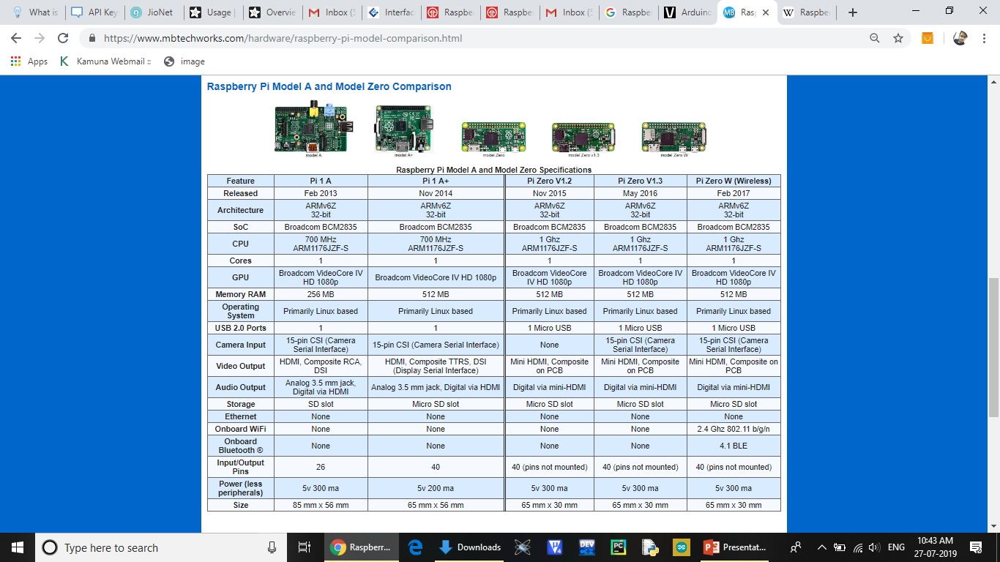 What is
API Key
JioNet
Usage |
Overvie
Inbox (5
Interfac
Raspber
Raspber
Inbox (5
Raspber
Arduino
Rasp
Raspber
https://www.mbtechworks.com/hardware/raspberry-pi-model-comparison.html
Apps
Kamuna Webmail ::
image
Raspberry Pi Model A and Model Zero Comparison
model A
model A+
model Zero
model Zero v1.3
model Zero W
Raspberry Pi Model A and Model Zero Specifications
Feature Pi 1 A Pi 1 A+ Pi Zero V1.2 Pi Zero V1.3 Pi Zero W (Wireless)
Released Feb 2013 Nov 2014 Nov 2015 May 2016 Feb 2017
Architecture ARMv6Z 32-bit ARMv6Z 32-bit ARMv6Z 32-bit ARMv6Z 32-bit ARMv6Z 32-bit
SoC Broadcom BCM2835 Broadcom BCM2835 Broadcom BCM2835 Broadcom BCM2835 Broadcom BCM2835
CPU 700 MHz ARM1176JZF-S 700 MHz ARM1176JZF-S 1 Ghz ARM1176JZF-S 1 Ghz ARM1176JZF-S 1 Ghz ARM1176JZF-S
Cores 1 1 1 1 1
GPU Broadcom VideoCore IV HD 1080p Broadcom VideoCore IV HD 1080p Broadcom VideoCore IV HD 1080p Broadcom VideoCore IV HD 1080p Broadcom VideoCore IV HD 1080p
Memory RAM 256 MB 512 MB 512 MB 512 MB 512 MB
Operating System Primarily Linux based Primarily Linux based Primarily Linux based Primarily Linux based Primarily Linux based
USB 2.0 Ports 1 1 1 Micro USB 1 Micro USB 1 Micro USB
Camera Input 15-pin CSI (Camera Serial Interface) 15-pin CSI (Camera Serial Interface) None 15-pin CSI (Camera Serial Interface) 15-pin CSI (Camera Serial Interface)
Video Output HDMI, Composite RCA, DSI HDMI, Composite TTRS, DSI (Display Serial Interface) Mini HDMI, Composite on PCB Mini HDMI, Composite on PCB Mini HDMI, Composite on PCB
Audio Output Analog 3.5 mm jack, Digital via HDMI Analog 3.5 mm jack, Digital via HDMI Digital via mini-HDMI Digital via mini-HDMI Digital via mini-HDMI
Storage SD slot Micro SD slot Micro SD slot Micro SD slot Micro SD slot
Ethernet None None None None None
Onboard WiFi None None None None 2.4 Ghz 802.11 b/g/n
Onboard Bluetooth ® None None None None 4.1 BLE
Input/Output Pins 26 40 40 (pins not mounted) 40 (pins not mounted) 40 (pins not mounted)
Power (less peripherals) 5v 300 ma 5v 200 ma 5v 300 ma 5v 300 ma 5v 300 ma
Size 85 mm x 56 mm 65 mm x 56 mm 65 mm x 30 mm 65 mm x 30 mm 65 mm x 30 mm
Type here to search
Raspberr...
Downloads
Presentat...
ENG
10:43 AM
27-07-2019